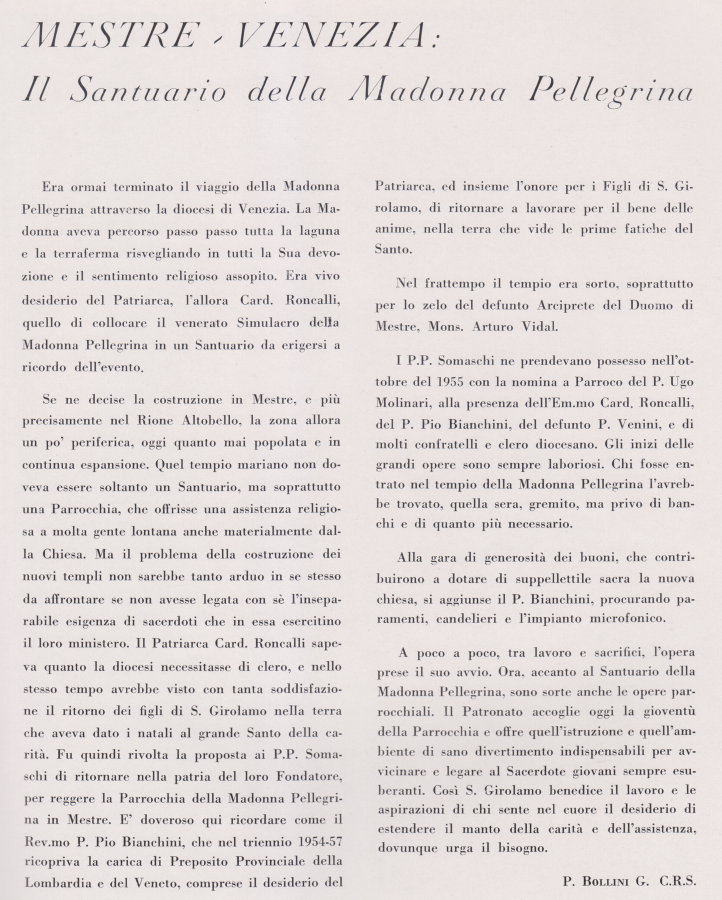 MESTRE - VENEZIA:
Il Santuario della Madonna Pellegrina
Era ormai terminato il viaggio della Madonna
Pellegrina attraverso la diocesi di Venezia. La Ma-
donna aveva percorso passo passo tutta la laguna
e la terraferma risvegliando in tutti la Sua devo-
zione e il sentimento religioso assopito. Era vivo
desiderio del Patriarca, l'allora Card. Roncalli,
quello di collocare il venerato Simulacro della
Madonna Pellegrina in un Santuario da erigersi a
ricordo dell'evento.
Se ne decise la costruzione in Mestre, e più
precisamente nel Rione Altobello, la zona allora
un po' periferica, oggi quanto mai popolata e in
continua espansione. Quel tempio mariano non do-
veva essere soltanto un Santuario, ma soprattutto
una Parrocchia, che offrisse una assistenza religio-
sa a molta gente lontana anche materialmente dal-
la Chiesa. Ma il problema della costruzione dei
nuovi templi non sarebbe tanto arduo in se stesso
da affrontare se non avesse legata con sè l'insepa-
rabile esigenza di sacerdoti che in essa esercitino
il loro ministero. Il Patriarca Card. Roncalli sape-
va quanto la diocesi necessitasse di clero, e nello
stesso tempo avrebbe visto con tanta soddisfazio-
ne il ritorno dei figli di S. Girolamo nella terra
che aveva dato i natali al grande Santo della ca-
rità. Fu quindi rivolta la proposta ai P.P. Soma-
schi di ritornare nella patria del loro Fondatore,
per reggere la Parrocchia della Madonna Pellegri-
na in Mestre. E' doveroso qui ricordare come il
Rev.mo P. Pio Bianchini, che nel triennio 1954-57
ricopriva la carica di Preposito Provinciale della
Lombardia e del Veneto, comprese il desiderio del
Patriarca, ed insieme l'onore per i Figli di S. Gi-
rolamo, di ritornare a lavorare per il bene delle
anime, nella terra che vide le prime fatiche del
Santo.
Nel frattempo il tempio era sorto, soprattutto
per lo zelo del defunto Arciprete del Duomo di
Mestre, Mons. Arturo Vidal.
I P.P. Somaschi ne prendevano possesso nell'ot-
tobre del 1955 con la nomina a Parroco del P. Ugo
Molinari, alla presenza dell'Em.mo Card. Roncalli,
del P. Pio Bianchini, del defunto P. Venini, e di
molti confratelli e clero diocesano. Gli inizi delle
grandi opere sono sempre laboriosi. Chi fosse en-
trato nel tempio della Madonna Pellegrina l'avreb-
be trovato, quella sera, gremito, ma privo di ban-
chi e di quanto più necessario.
Alla gara di generosità dei buoni, che contri-
buirono a dotare di suppellettile sacra la nuova
chiesa, si aggiunse il P. Bianchini, procurando pa-
ramenti, candelieri e l'impianto microfonico.
A poco a poco, tra lavoro e sacrifici, l'opera
prese il suo avvio. Ora, accanto al Santuario della
Madonna Pellegrina, sono sorte anche le opere par-
rocchiali. Il Patronato accoglie oggi la gioventù
della Parrocchia e offre quell'istruzione e quell'am-
biente di sano divertimento indispensabili per av-
vicinare e legare al Sacerdote giovani sempre esu-
beranti. Così S. Girolamo benedice il lavoro e le
aspirazioni di chi sente nel cuore il desiderio di
estendere il manto della carità e dell'assistenza,
dovunque urga il bisogno.
P. BOLLINI G. C.R.S.